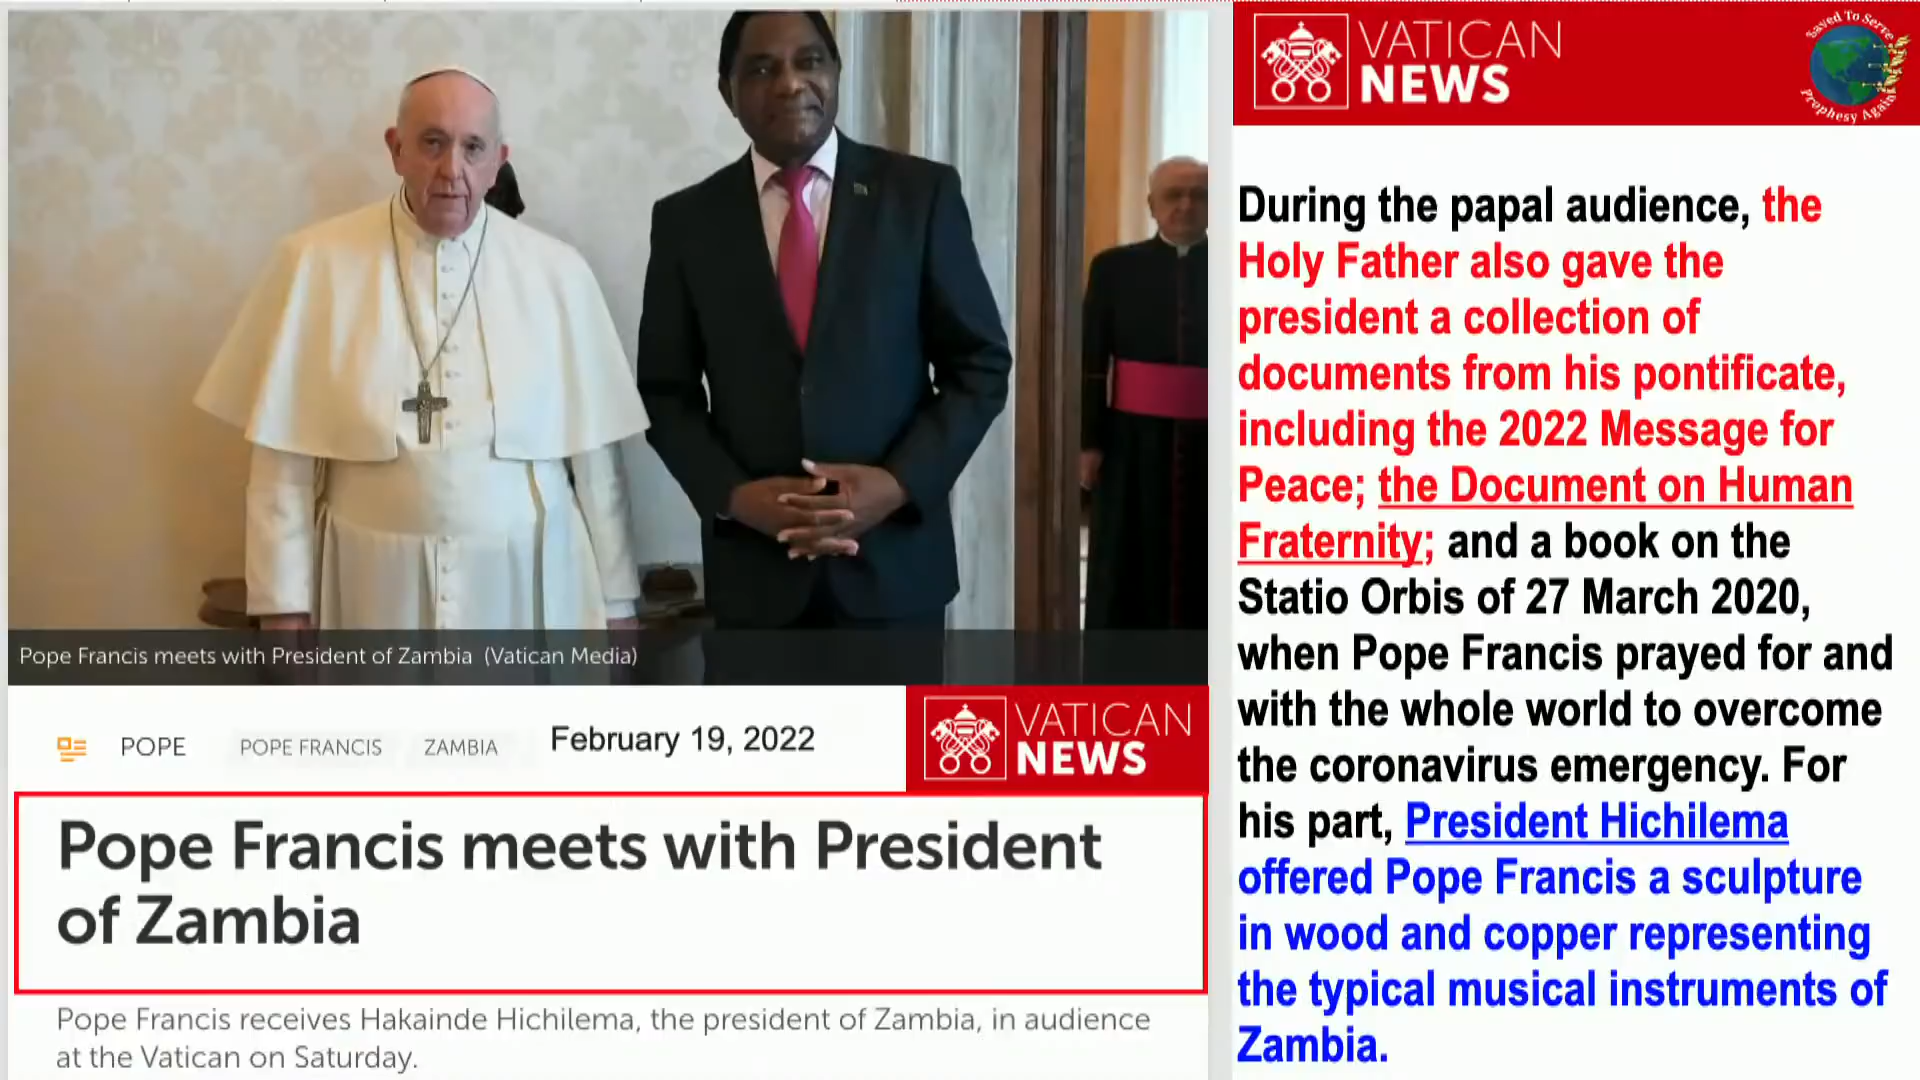 Pope Francis meets with President of Zambia (Vatican Media)
POPE
POPE FRANCIS
ZAMBIA
February 19, 2022
VATICAN
NEWS
Pope Francis meets with President
of Zambia
Pope Francis receives Hakainde Hichilema, the president of Zambia, in audience
at the Vatican on Saturday.
VATICAN
NEWS
Saved To Serve
Prophesy Again
During the papal audience, the
Holy Father also gave the
president a collection of
documents from his pontificate,
including the 2022 Message for
Peace; the Document on Human
Fraternity; and a book on the
Statio Orbis of 27 March 2020,
when Pope Francis prayed for and
with the whole world to overcome
the coronavirus emergency. For
his part, President Hichilema
offered Pope Francis a sculpture
in wood and copper representing
the typical musical instruments of
Zambia.